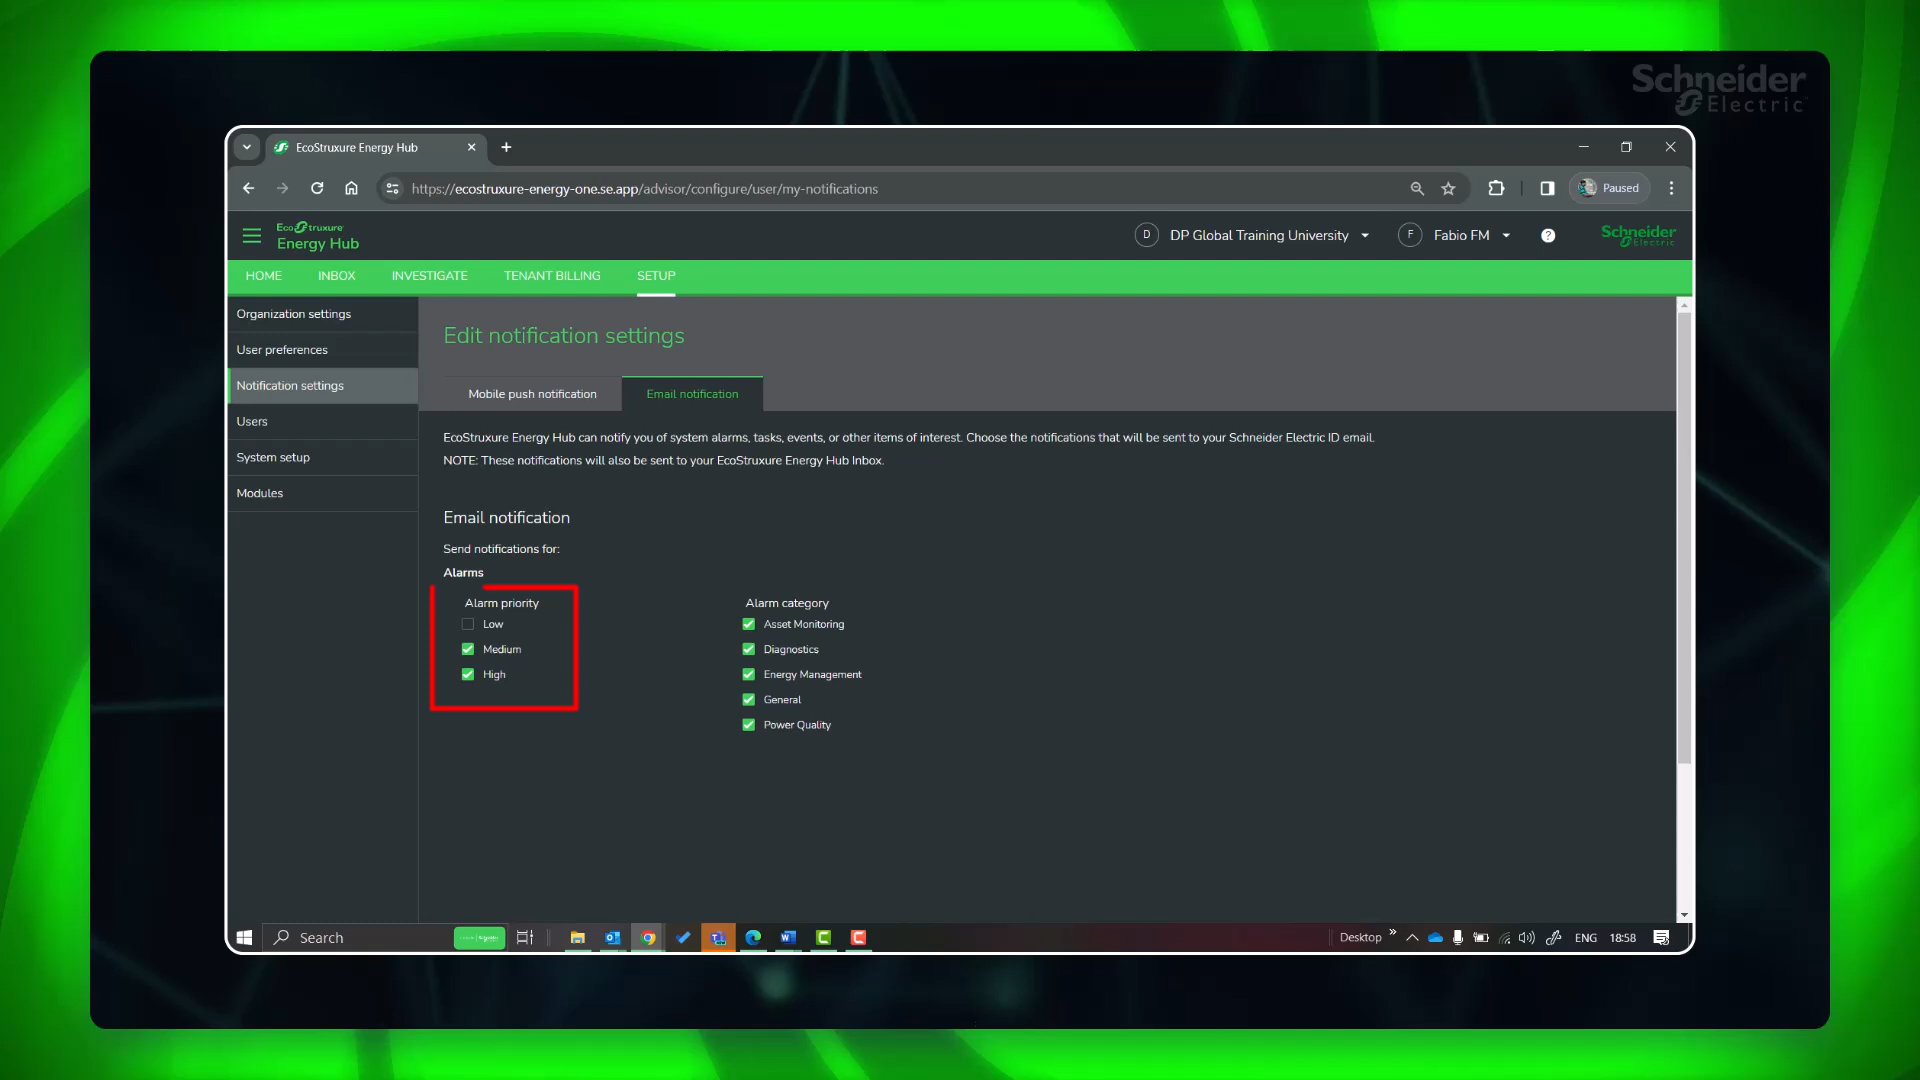 Schneider
Electric
EcoStruxure Energy Hub
https://ecostruxure-energy-one.se.app/advisor/configure/user/my-notifications
Paused
EcoStruxure
Energy Hub
D
DP Global Training University
F
Fabio FM
?
Schneider
Electric
HOME
INBOX
INVESTIGATE
TENANT BILLING
SETUP
Organization settings
User preferences
Notification settings
Users
System setup
Modules
Edit notification settings
Mobile push notification
Email notification
EcoStruxure Energy Hub can notify you of system alarms, tasks, events, or other items of interest. Choose the notifications that will be sent to your Schneider Electric ID email.
NOTE: These notifications will also be sent to your EcoStruxure Energy Hub Inbox.
Email notification
Send notifications for:
Alarms
Alarm priority
Low
Medium
High
Alarm category
Asset Monitoring
Diagnostics
Energy Management
General
Power Quality
Search
Desktop
ENG
18:58